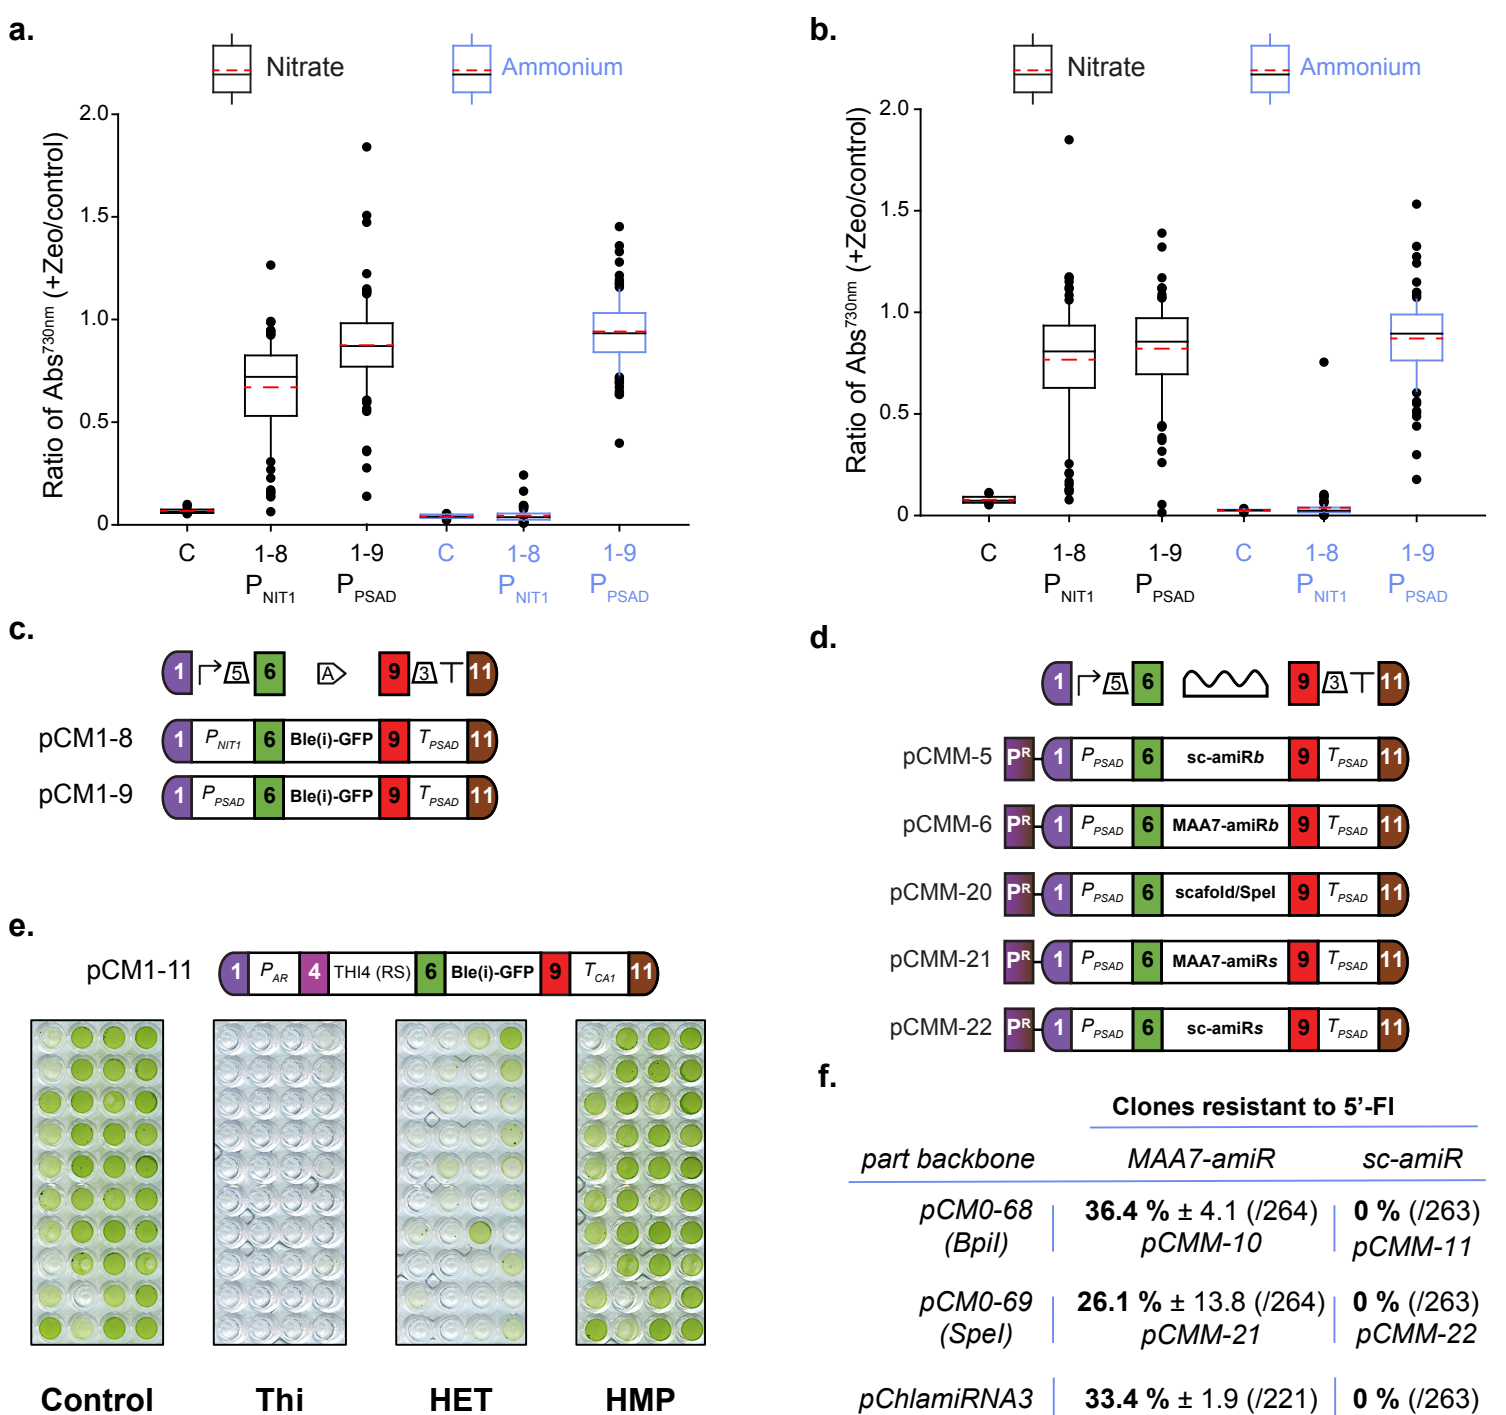 a.
Nitrate
Ammonium
Ratio of Abs730nm (+Zeo/control)
2.0
1.5
1.0
0.5
0
C
1-8
1-9
C
1-8
1-9
PNIT1
PPSAD
PNIT1
PPSAD
b.
Nitrate
Ammonium
Ratio of Abs730nm (+Zeo/control)
2.0
1.5
1.0
0.5
0
C
1-8
1-9
C
1-8
1-9
PNIT1
PPSAD
PNIT1
PPSAD
c.
1 5 6 A 9 3 11
pCM1-8 1 PNIT1 6 Ble(i)-GFP 9 TPSAD 11
pCM1-9 1 PPSAD 6 Ble(i)-GFP 9 TPSAD 11
d.
1 5 6 9 3 11
pCMM-5 PR 1 PPSAD 6 sc-amiRb 9 TPSAD 11
pCMM-6 PR 1 PPSAD 6 MAA7-amiRb 9 TPSAD 11
pCMM-20 PR 1 PPSAD 6 scafold/SpeI 9 TPSAD 11
pCMM-21 PR 1 PPSAD 6 MAA7-amiRs 9 TPSAD 11
pCMM-22 PR 1 PPSAD 6 sc-amiRs 9 TPSAD 11
e.
pCM1-11 1 PAR 4 THI4 (RS) 6 Ble(i)-GFP 9 TCA1 11
Control
Thi
HET
HMP
f.
Clones resistant to 5'-FI
part backbone MAA7-amiR sc-amiR
pCM0-68 36.4 % ± 4.1 (/264) 0 % (/263)
(BpiI) pCMM-10 pCMM-11
pCM0-69 26.1 % ± 13.8 (/264) 0 % (/263)
(SpeI) pCMM-21 pCMM-22
pChlamiRNA3 33.4 % ± 1.9 (/221) 0 % (/263)